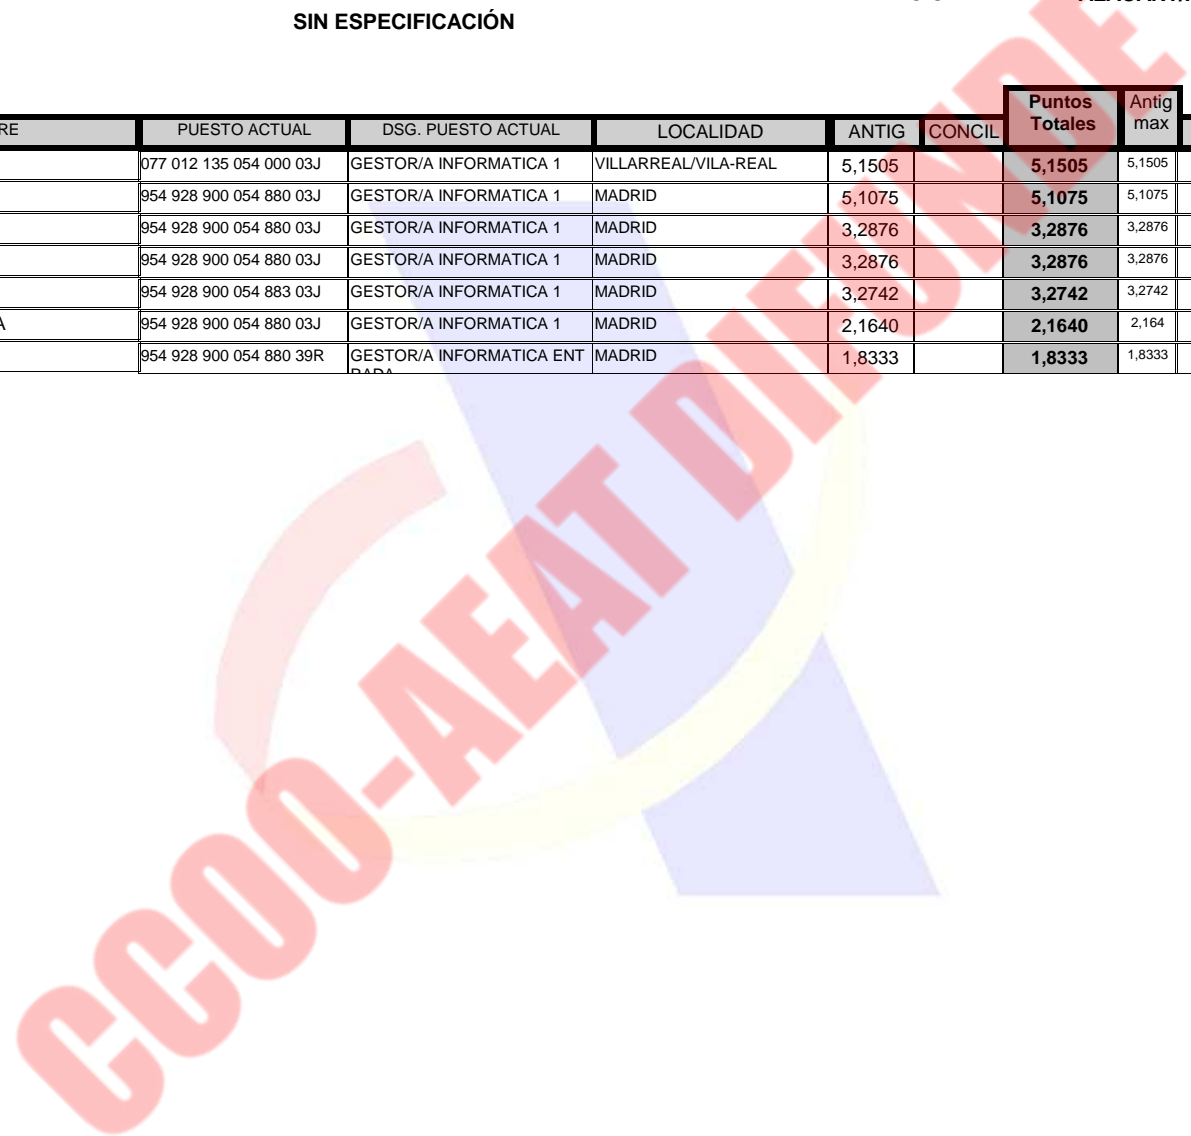 SIN ESPECIFICACIÓN
RE PUESTO ACTUAL DSG. PUESTO ACTUAL LOCALIDAD ANTIG CONCIL Puntos Totales Antig max
077 012 135 054 000 03J GESTOR/A INFORMATICA 1 VILLARREAL/VILA-REAL 5,1505 5,1505 5,1505
954 928 900 054 880 03J GESTOR/A INFORMATICA 1 MADRID 5,1075 5,1075 5,1075
954 928 900 054 880 03J GESTOR/A INFORMATICA 1 MADRID 3,2876 3,2876 3,2876
954 928 900 054 880 03J GESTOR/A INFORMATICA 1 MADRID 3,2876 3,2876 3,2876
954 928 900 054 883 03J GESTOR/A INFORMATICA 1 MADRID 3,2742 3,2742 3,2742
A 954 928 900 054 880 03J GESTOR/A INFORMATICA 1 MADRID 2,1640 2,1640 2,164
954 928 900 054 880 39R GESTOR/A INFORMATICA ENT MADRID 1,8333 1,8333 1,8333
RADA
CCOO-AEAT DIFUNDE